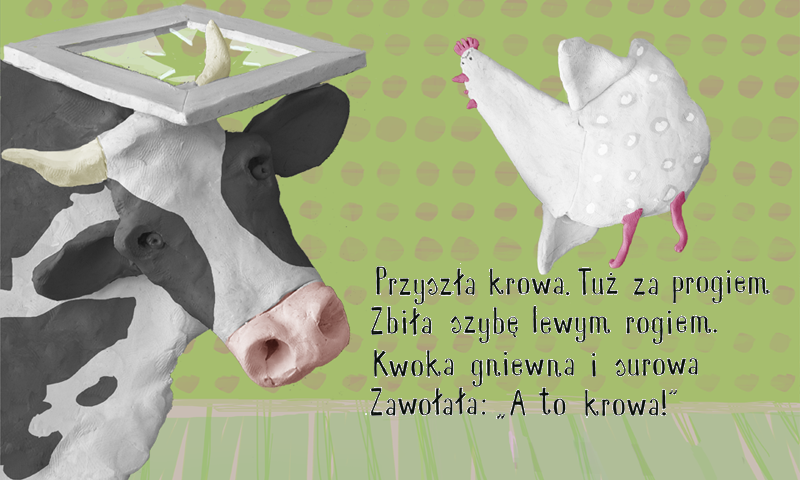 Przyszła krowa. Tuż za progiem
Zbiła szybę lewym rogiem.
Kwoka gniewna i surowa
Zawołała: „A to krowa!"